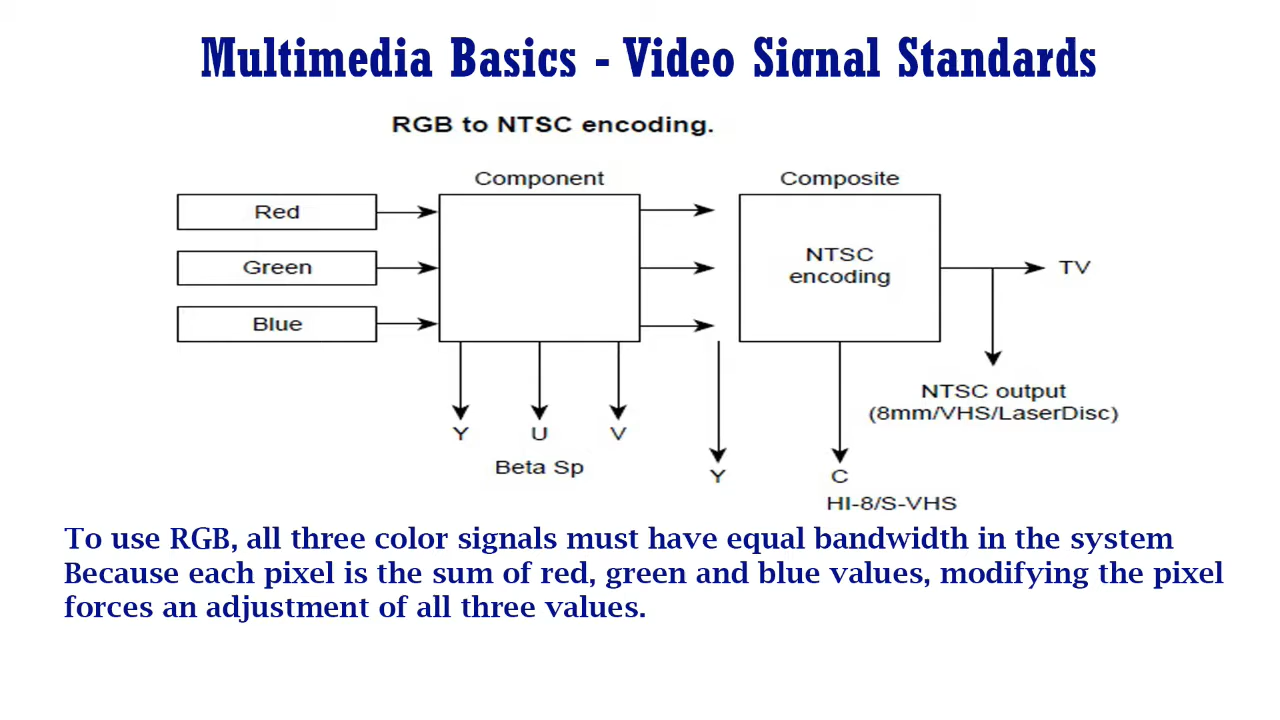 Multimedia Basics - Video Signal Standards
RGB to NTSC encoding.
Component
Composite
Red
Green
Blue
NTSC
encoding
TV
NTSC output
(8mm/VHS/LaserDisc)
Y U V
Beta Sp
Y C
HI-8/S-VHS
To use RGB, all three color signals must have equal bandwidth in the system
Because each pixel is the sum of red, green and blue values, modifying the pixel
forces an adjustment of all three values.